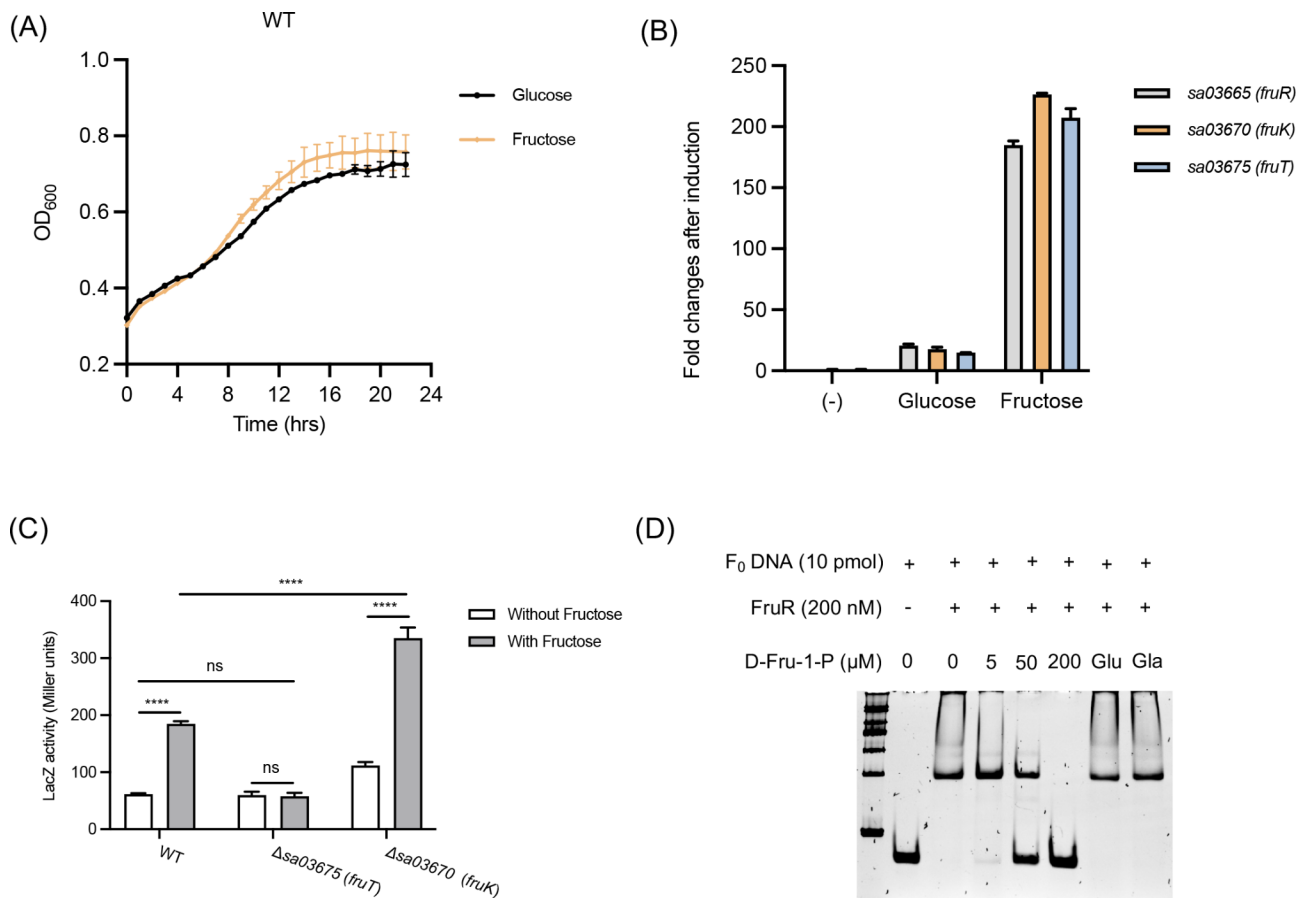 (A)
WT
OD600
1.0
0.8
0.6
0.4
0.2
0 4 8 12 16 20 24
Time (hrs)
Glucose
Fructose
(B)
Fold changes after induction
250
200
150
100
50
0
(-) Glucose Fructose
sa03665 (fruR)
sa03670 (fruK)
sa03675 (fruT)
(C)
LacZ activity (Miller units)
400
300
200
100
0
****
****
ns
****
ns
WT Δsa03675 (fruT) Δsa03670 (fruK)
Without Fructose
With Fructose
(D)
F0 DNA (10 pmol) + + + + + + +
FruR (200 nM) - + + + + + +
D-Fru-1-P (μM) 0 0 5 50 200 Glu Gla